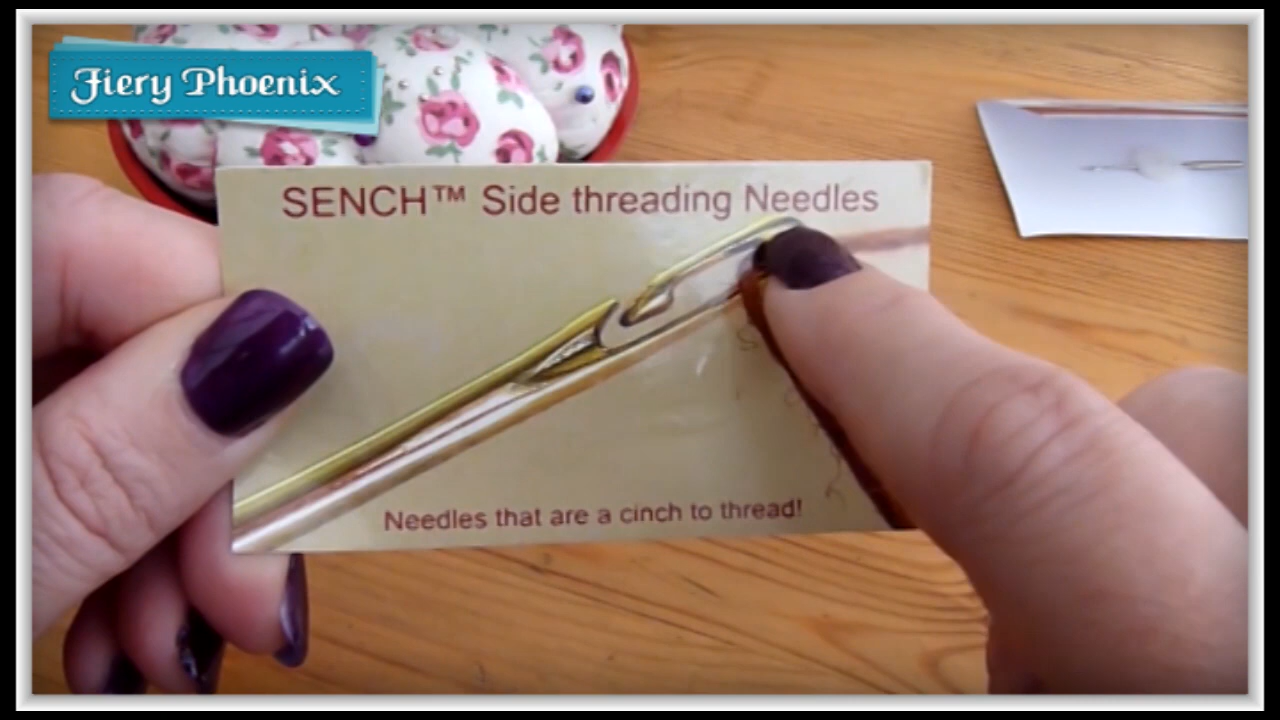 Fiery Phoenix
SENCH™ Side threading Needles
Needles that are a cinch to thread!